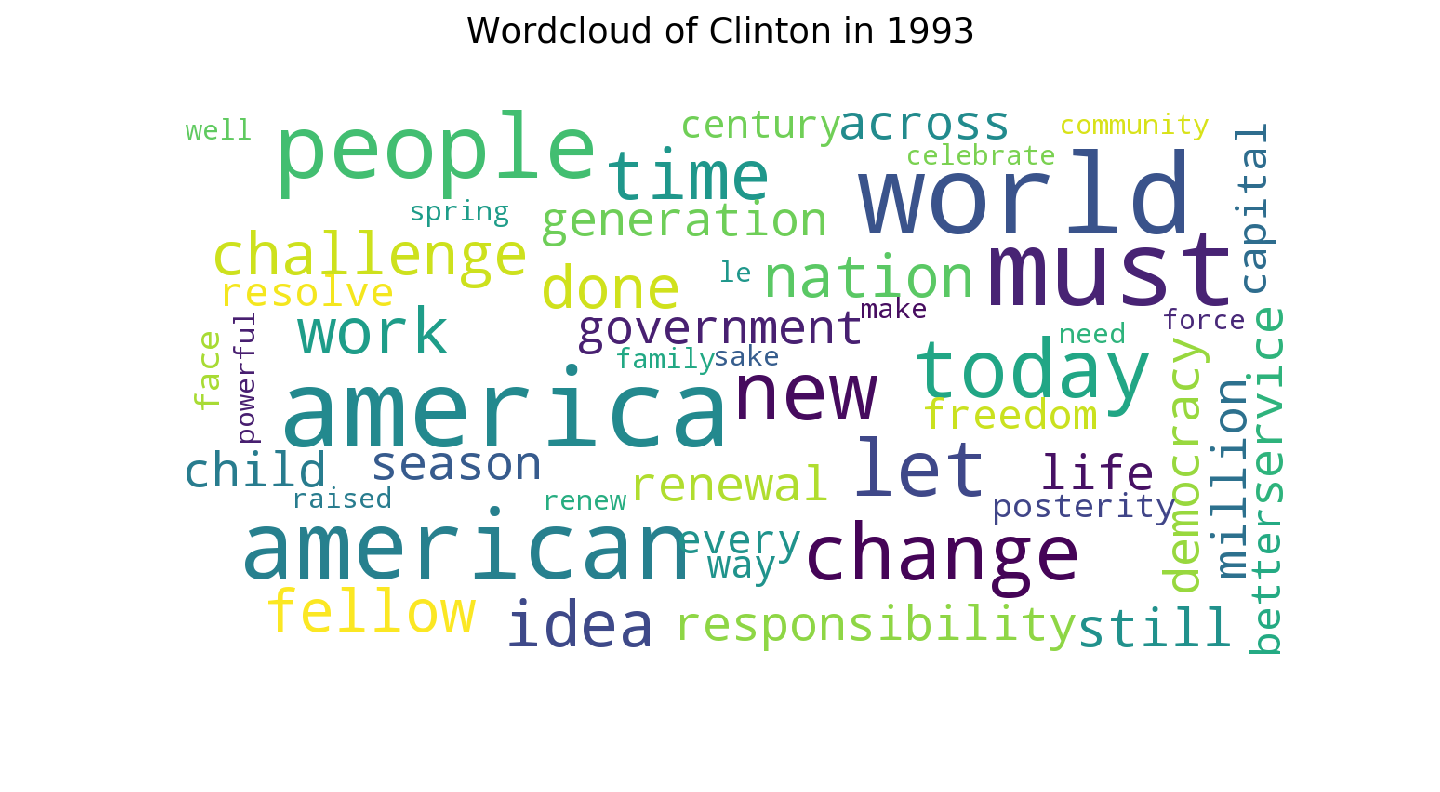 Wordcloud of Clinton in 1993
well
people
century
across
community
time
celebrate
world
capital
spring
generation
challenge
must
done
le
nation
resolve
make
work
government
force
face
powerful
family
sake
need
today
america
new
freedom
democracy
million
service
better
child
season
renewal
let
life
raised
renew
posterity
american
every
way
change
fellow
idea
responsibility
still